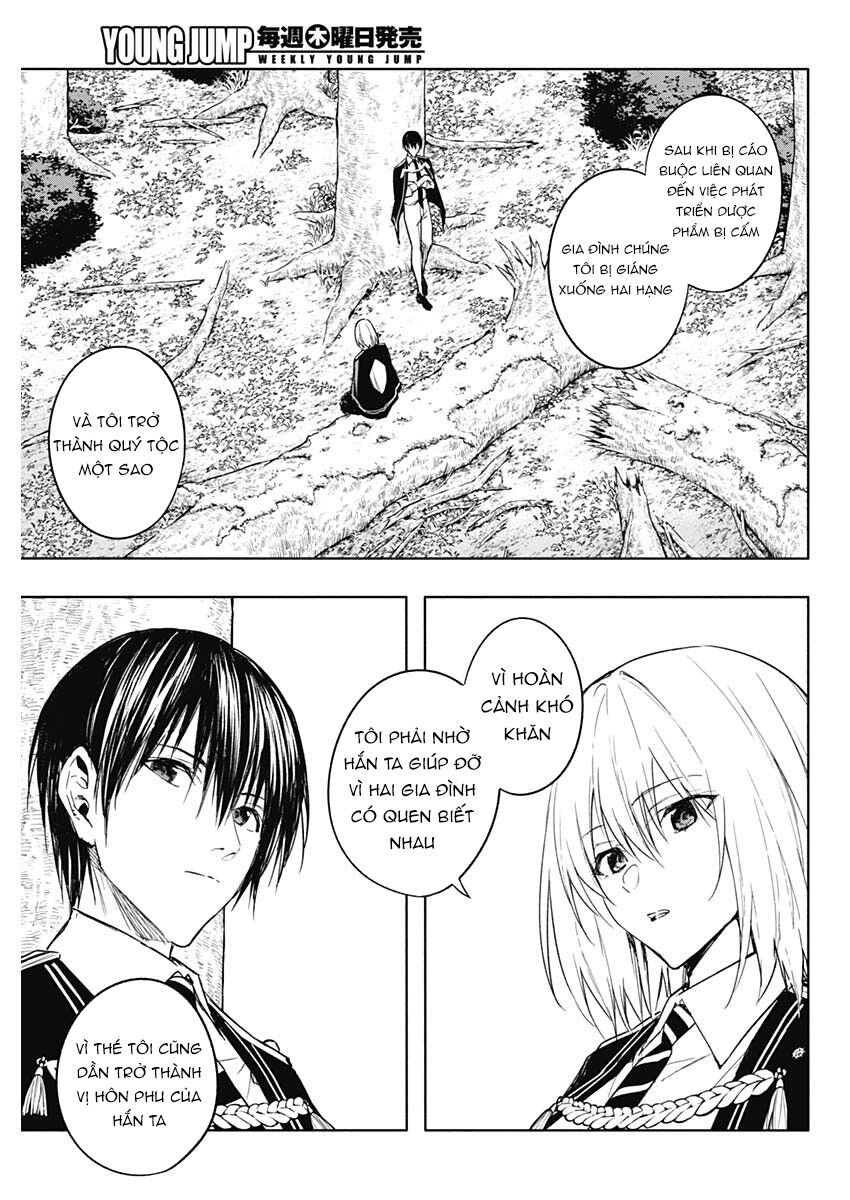 YOUNG JUMP 毎週木曜日発売
WEEKLY YOUNG JUMP
SAU KHI BỊ CÁO
BUỘC LIÊN QUAN
ĐẾN VIỆC PHÁT
TRIỂN DƯỢC
PHẨM BỊ CẤM
GIA ĐÌNH CHÚNG
TÔI BỊ GIÁNG
XUỐNG HAI HẠNG
VÀ TÔI TRỞ
THÀNH QUÝ TỘC
MỘT SAO
VÌ HOÀN
CẢNH KHÓ
KHĂN
TÔI PHẢI NHỜ
HẮN TA GIÚP ĐỠ
VÌ HAI GIA ĐÌNH
CÓ QUEN BIẾT
NHAU
VÌ THẾ TÔI CŨNG
DẦN TRỞ THÀNH
VỊ HÔN PHU CỦA
HẮN TA